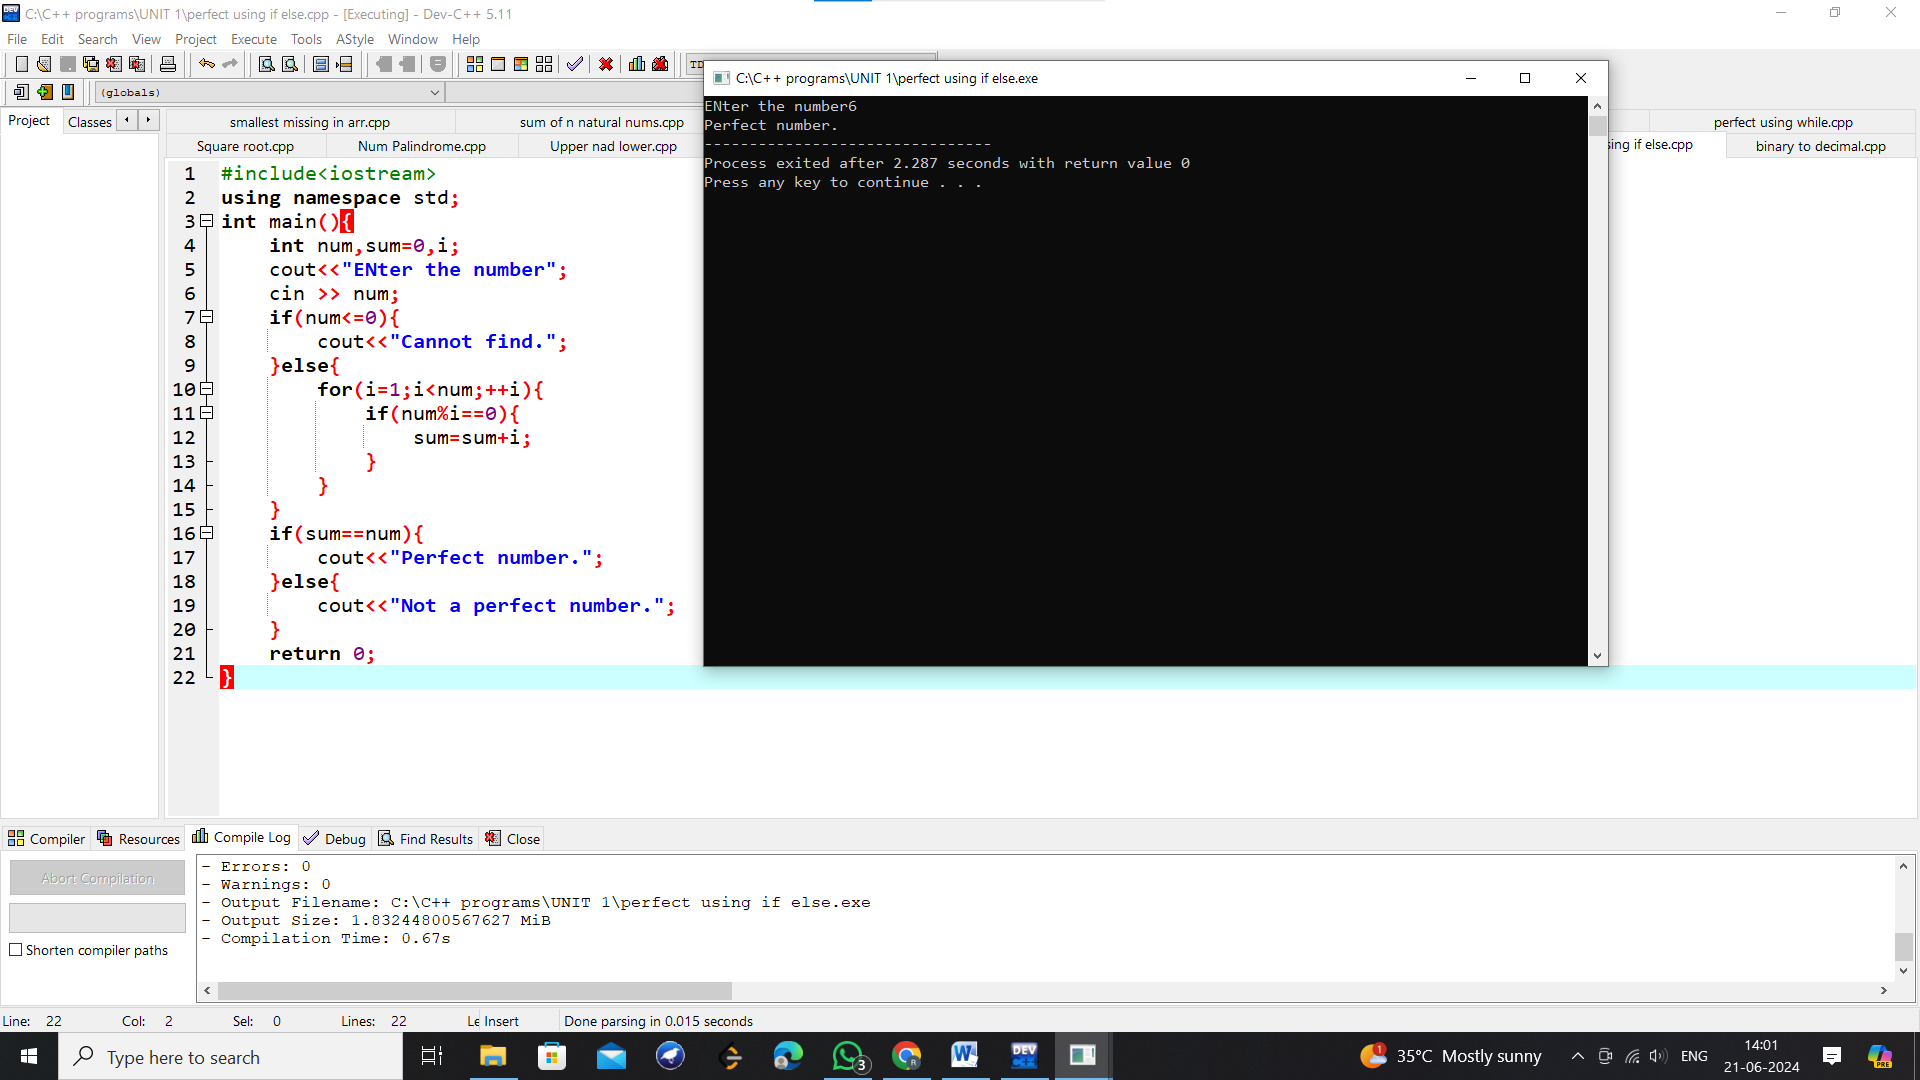 C:\C++ programs\UNIT 1\perfect using if else.cpp - [Executing] - Dev-C++ 5.11
File Edit Search View Project Execute Tools AStyle Window Help
(globals)
C:\C++ programs\UNIT 1\perfect using if else.exe
ENter the number6
Perfect number.
--------------------------------
Process exited after 2.287 seconds with return value 0
Press any key to continue . . .
Project Classes
smallest missing in arr.cpp sum of n natural nums.cpp perfect using while.cpp
Square root.cpp Num Palindrome.cpp Upper nad lower.cpp if else.cpp binary to decimal.cpp
1 #include<iostream>
2 using namespace std;
3 int main(){
4 int num,sum=0,i;
5 cout<<"ENter the number";
6 cin >> num;
7 if(num<=0){
8 cout<<"Cannot find.";
9 }else{
10 for(i=1;i<num;++i){
11 if(num%i==0){
12 sum=sum+i;
13 }
14 }
15 }
16 if(sum==num){
17 cout<<"Perfect number.";
18 }else{
19 cout<<"Not a perfect number.";
20 }
21 return 0;
22 }
Compiler Resources Compile Log Debug Find Results Close
Abort Compilation
Shorten compiler paths
- Errors: 0
- Warnings: 0
- Output Filename: C:\C++ programs\UNIT 1\perfect using if else.exe
- Output Size: 1.83244800567627 MiB
- Compilation Time: 0.67s
Line: 22 Col: 2 Sel: 0 Lines: 22 Insert Done parsing in 0.015 seconds
Type here to search
DEV
3
1
35°C Mostly sunny
ENG
14:01
21-06-2024
PRE